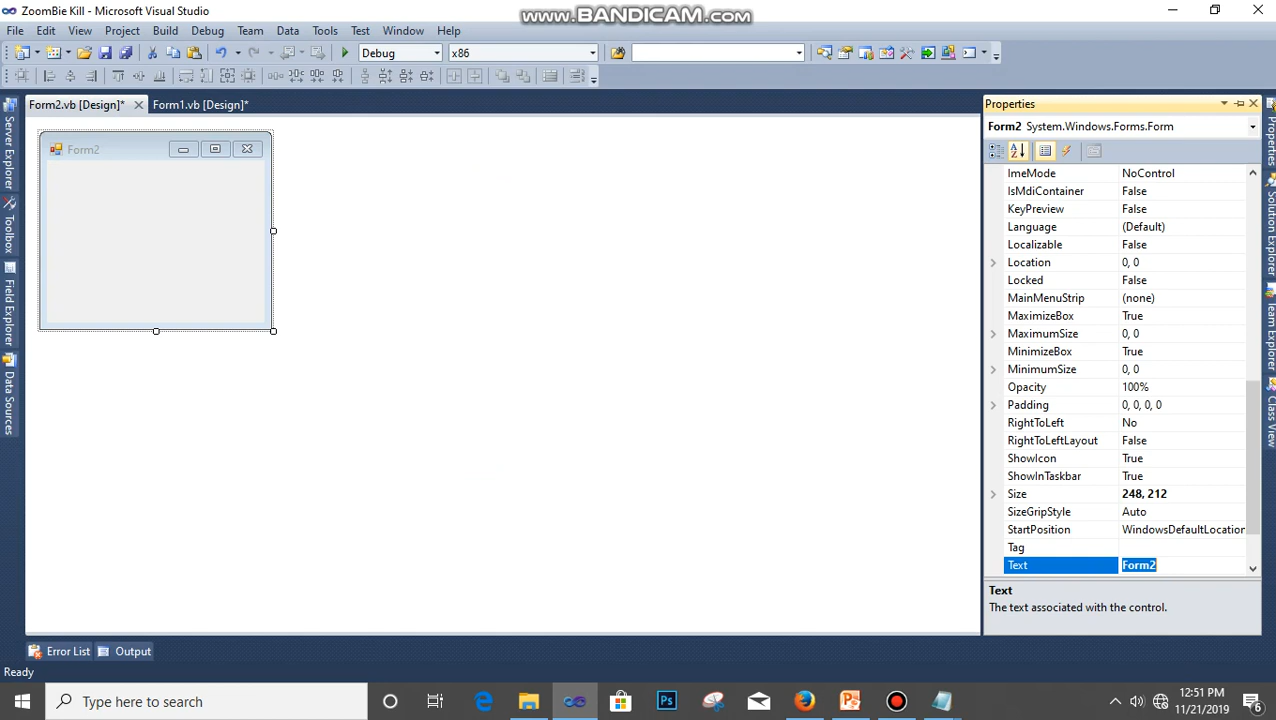 ZoomBie Kill - Microsoft Visual Studio
www.BANDICAM.com
File Edit View Project Build Debug Team Data Tools Test Window Help
Debug x86
Form2.vb [Design]* Form1.vb [Design]*
Server Explorer
Toolbox
Field Explorer
Data Sources
Form2
Properties
Form2 System.Windows.Forms.Form
ImeMode NoControl
IsMdiContainer False
KeyPreview False
Language (Default)
Localizable False
Location 0, 0
Locked False
MainMenuStrip (none)
MaximizeBox True
MaximumSize 0, 0
MinimizeBox True
MinimumSize 0, 0
Opacity 100%
Padding 0, 0, 0, 0
RightToLeft No
RightToLeftLayout False
ShowIcon True
ShowInTaskbar True
Size 248, 212
SizeGripStyle Auto
StartPosition WindowsDefaultLocation
Tag
Text Form2
Text
The text associated with the control.
Properties
Solution Explorer
Team Explorer
Class View
Error List Output
Ready
Type here to search
12:51 PM
11/21/2019
6